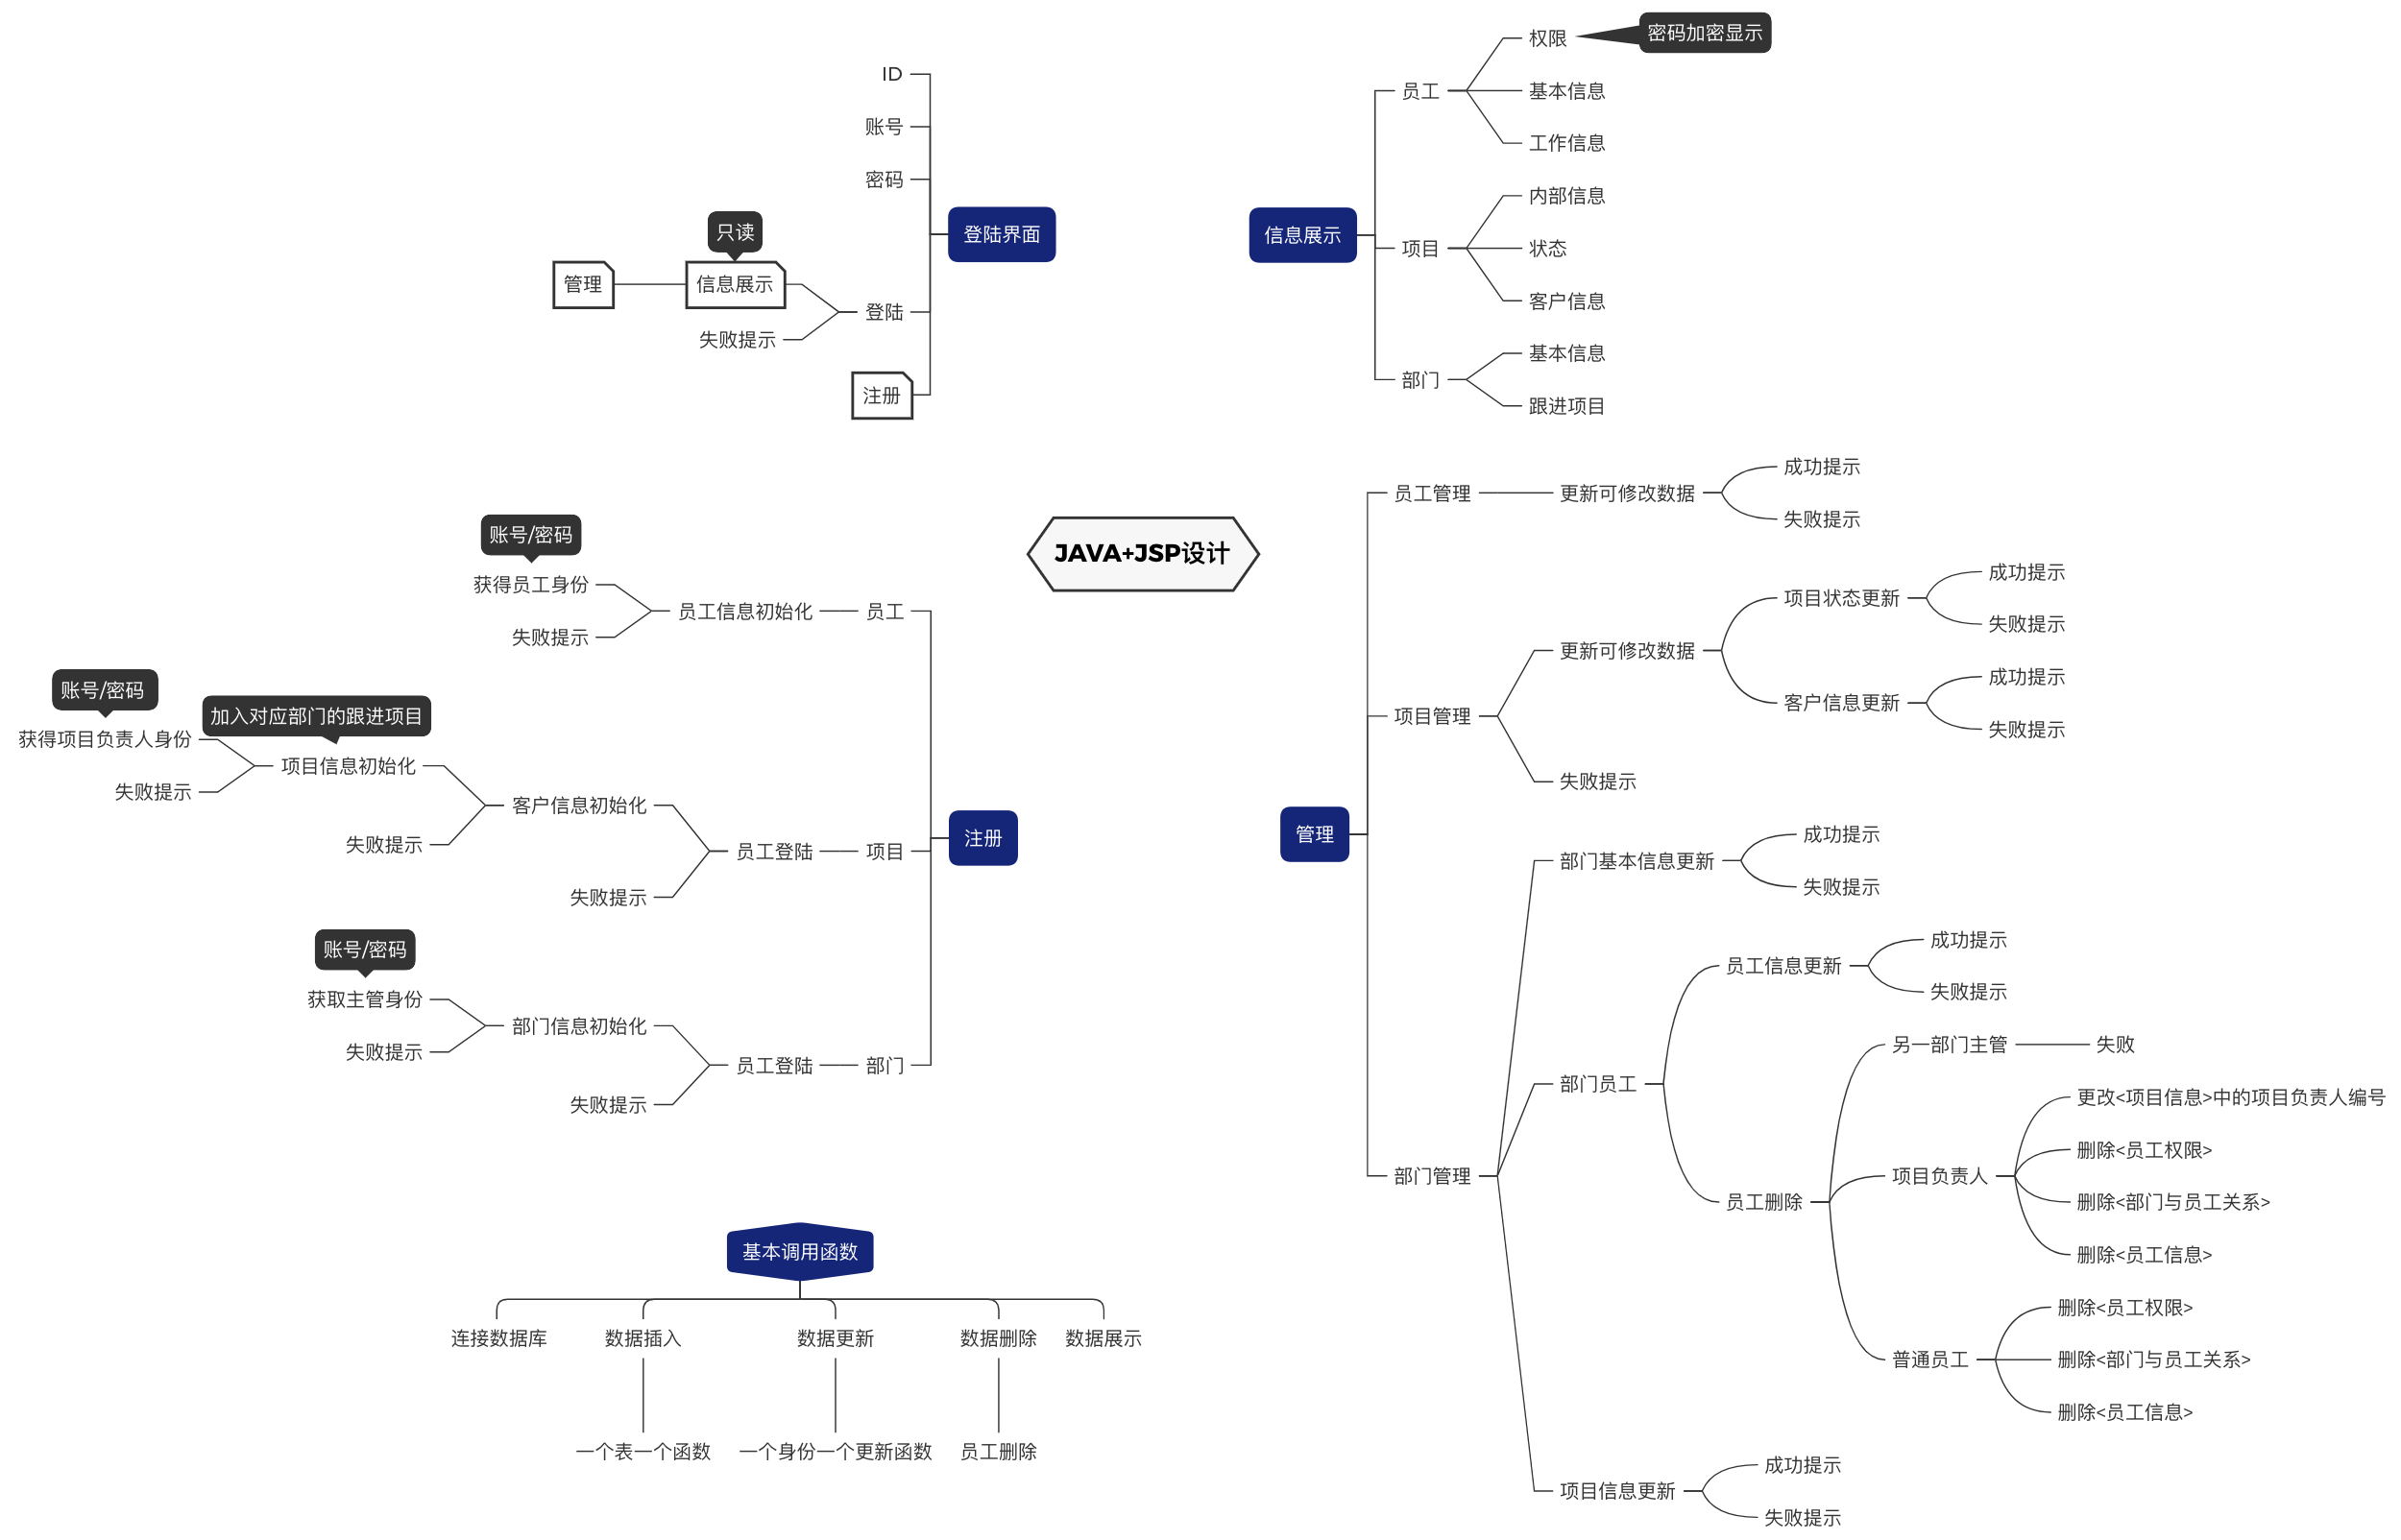 登陆界面
ID
账号
密码
登陆
只读
信息展示
管理
失败提示
注册
信息展示
员工
权限
密码加密显示
基本信息
工作信息
项目
内部信息
状态
客户信息
部门
基本信息
跟进项目
JAVA+JSP设计
注册
员工
员工信息初始化
账号/密码
获得员工身份
失败提示
项目
员工登陆
客户信息初始化
加入对应部门的跟进项目
项目信息初始化
账号/密码
获得项目负责人身份
失败提示
失败提示
失败提示
部门
员工登陆
部门信息初始化
账号/密码
获取主管身份
失败提示
失败提示
管理
员工管理
更新可修改数据
成功提示
失败提示
项目管理
更新可修改数据
项目状态更新
成功提示
失败提示
客户信息更新
成功提示
失败提示
失败提示
部门管理
部门基本信息更新
成功提示
失败提示
部门员工
员工信息更新
成功提示
失败提示
员工删除
另一部门主管
失败
项目负责人
更改<项目信息>中的项目负责人编号
删除<员工权限>
删除<部门与员工关系>
删除<员工信息>
普通员工
删除<员工权限>
删除<部门与员工关系>
删除<员工信息>
项目信息更新
成功提示
失败提示
基本调用函数
连接数据库
数据插入
一个表一个函数
数据更新
一个身份一个更新函数
数据删除
员工删除
数据展示